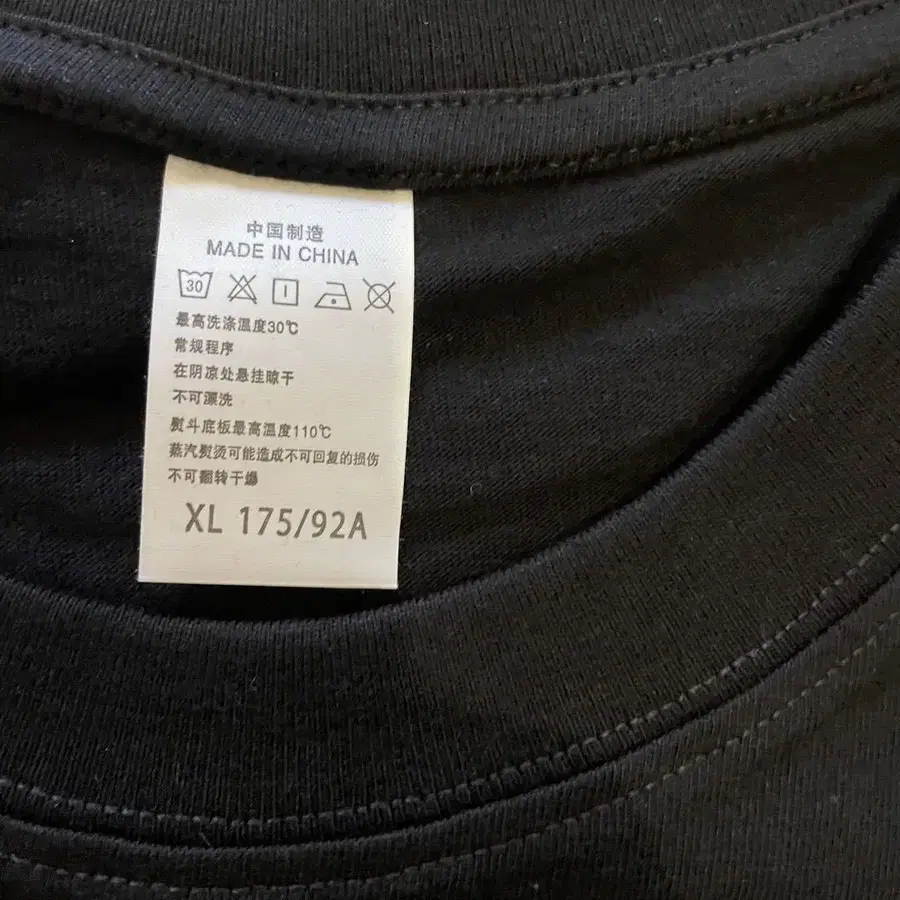 中国制造
MADE IN CHINA
30
最高洗涤温度30℃
常规程序
在阴凉处悬挂晾干
不可漂洗
熨斗底板最高温度110℃
蒸汽熨烫可能造成不可回复的损伤
不可翻转干爆
XL 175/92A